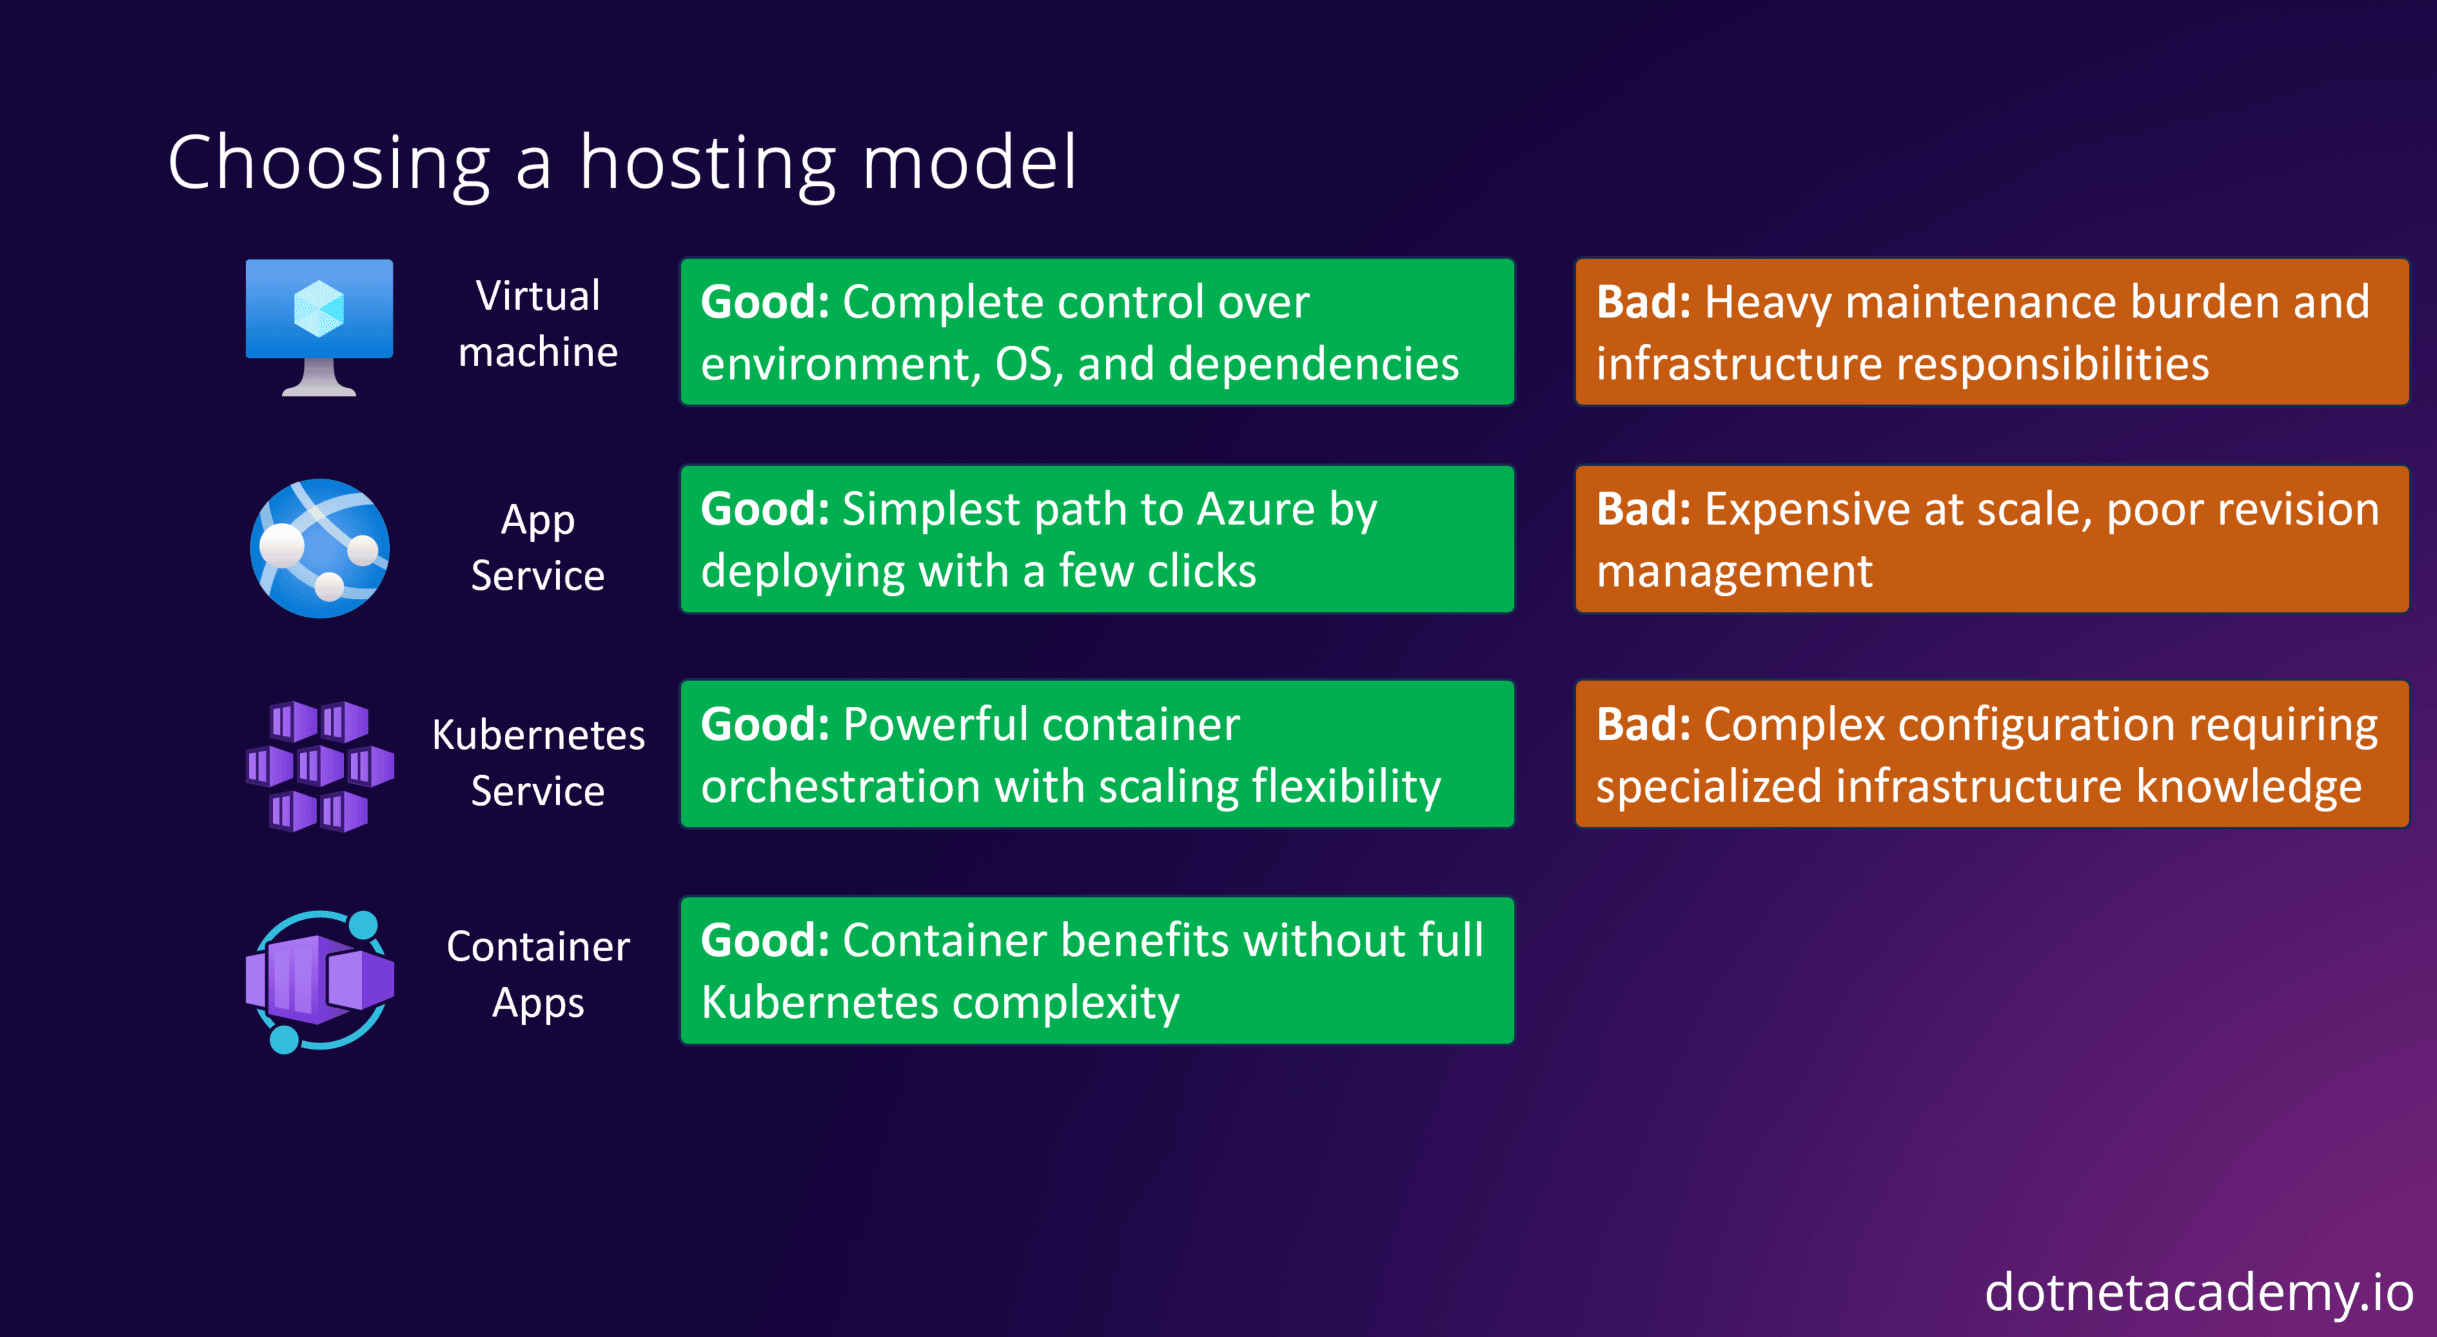 Choosing a hosting model
Virtual
machine
Good: Complete control over
environment, OS, and dependencies
Bad: Heavy maintenance burden and
infrastructure responsibilities
App
Service
Good: Simplest path to Azure by
deploying with a few clicks
Bad: Expensive at scale, poor revision
management
Kubernetes
Service
Good: Powerful container
orchestration with scaling flexibility
Bad: Complex configuration requiring
specialized infrastructure knowledge
Container
Apps
Good: Container benefits without full
Kubernetes complexity
dotnetacademy.io